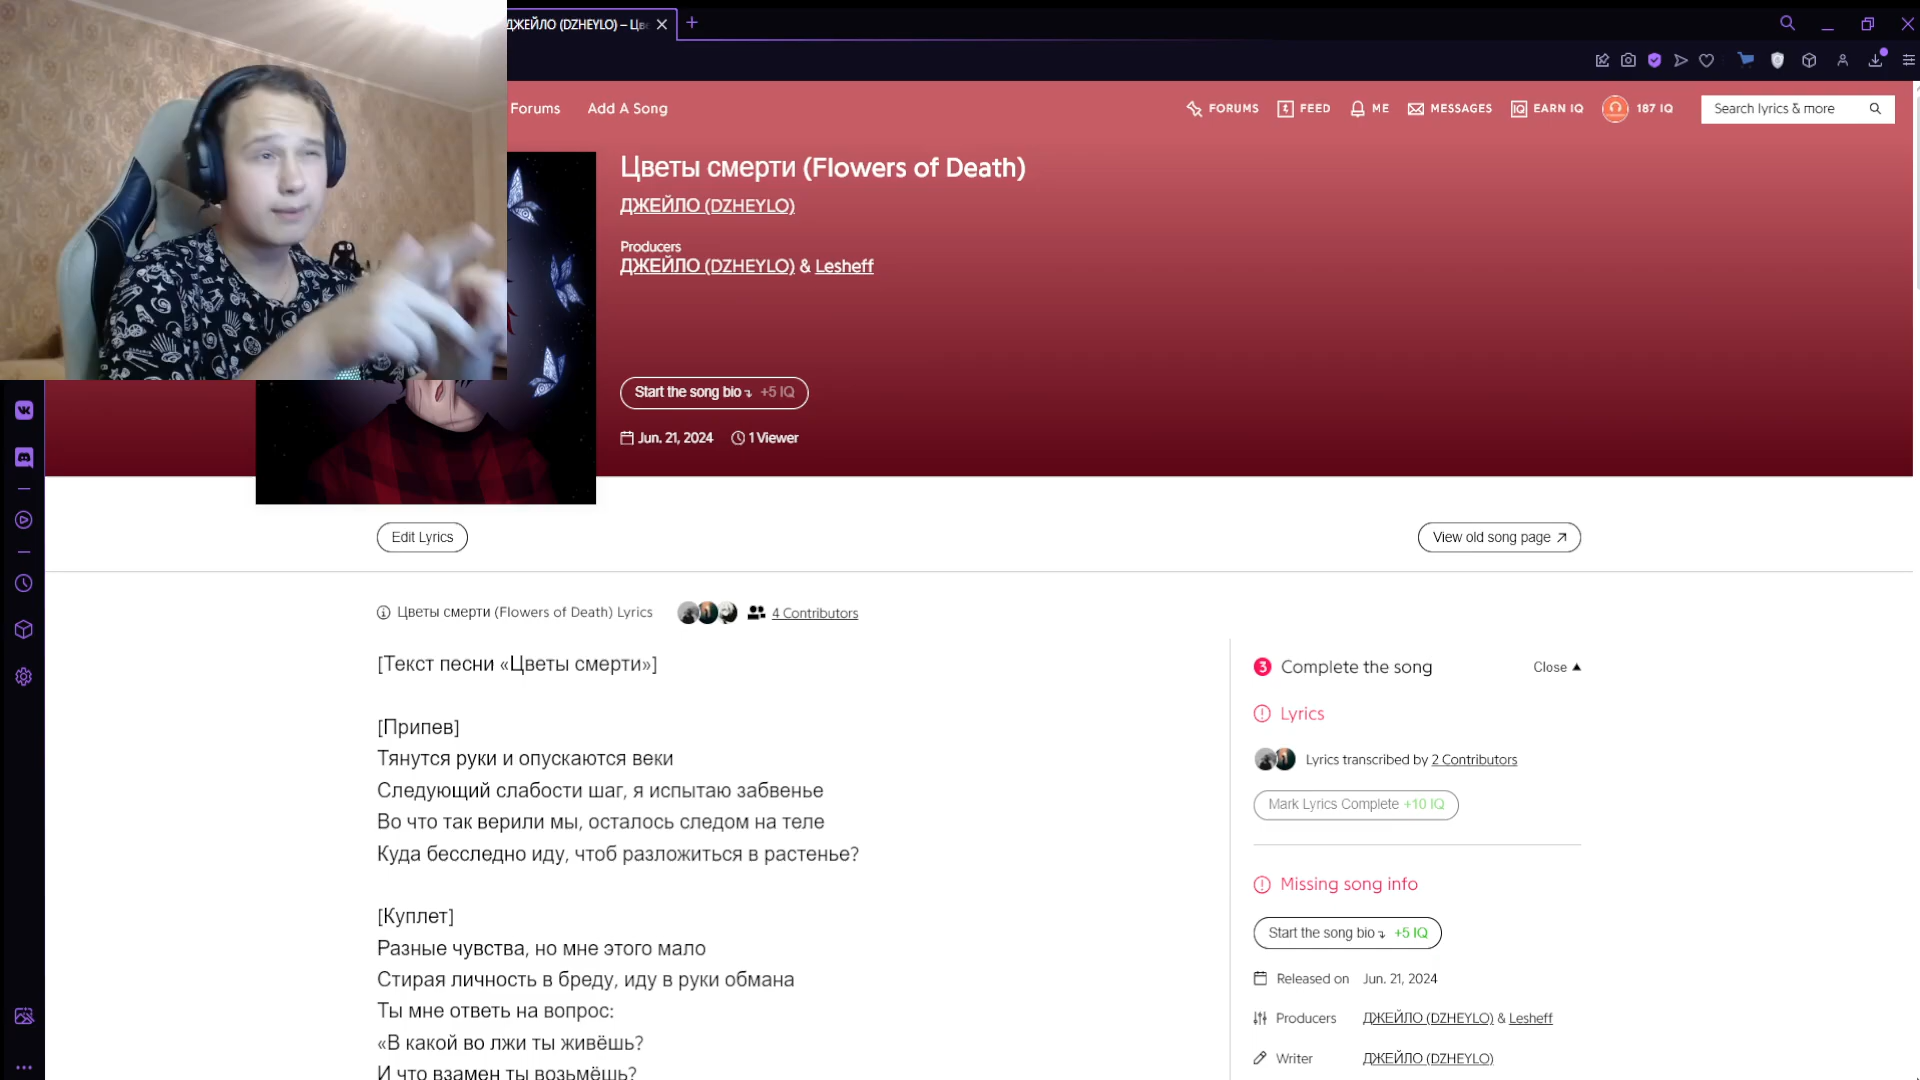 ДЖЕЙЛО (DZHEYLO) – Цв
Forums
Add A Song
FORUMS
FEED
ME
MESSAGES
EARN IQ
187 IQ
Search lyrics & more
Цветы смерти (Flowers of Death)
ДЖЕЙЛО (DZHEYLO)
Producers
ДЖЕЙЛО (DZHEYLO) & Lesheff
Start the song bio +5 IQ
Jun. 21, 2024
1 Viewer
Edit Lyrics
View old song page
Цветы смерти (Flowers of Death) Lyrics
4 Contributors
[Текст песни «Цветы смерти»]
[Припев]
Тянутся руки и опускаются веки
Следующий слабости шаг, я испытаю забвенье
Во что так верили мы, осталось следом на теле
Куда бесследно иду, чтоб разложиться в растенье?
[Куплет]
Разные чувства, но мне этого мало
Стирая личность в бреду, иду в руки обмана
Ты мне ответь на вопрос:
«В какой во лжи ты живёшь?
И что взамен ты возьмёшь?
3 Complete the song
Close
Lyrics
Lyrics transcribed by 2 Contributors
Mark Lyrics Complete +10 IQ
Missing song info
Start the song bio +5 IQ
Released on Jun. 21, 2024
Producers ДЖЕЙЛО (DZHEYLO) & Lesheff
Writer ДЖЕЙЛО (DZHEYLO)